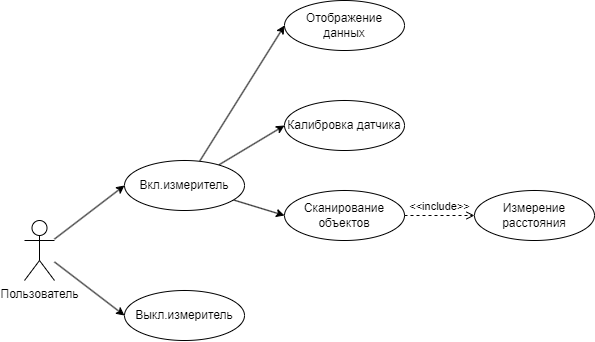 Отображение
данных
Калибровка датчика
Вкл.измеритель
Сканирование
объектов
<<include>>
Измерение
расстояния
Пользователь
Выкл.измеритель